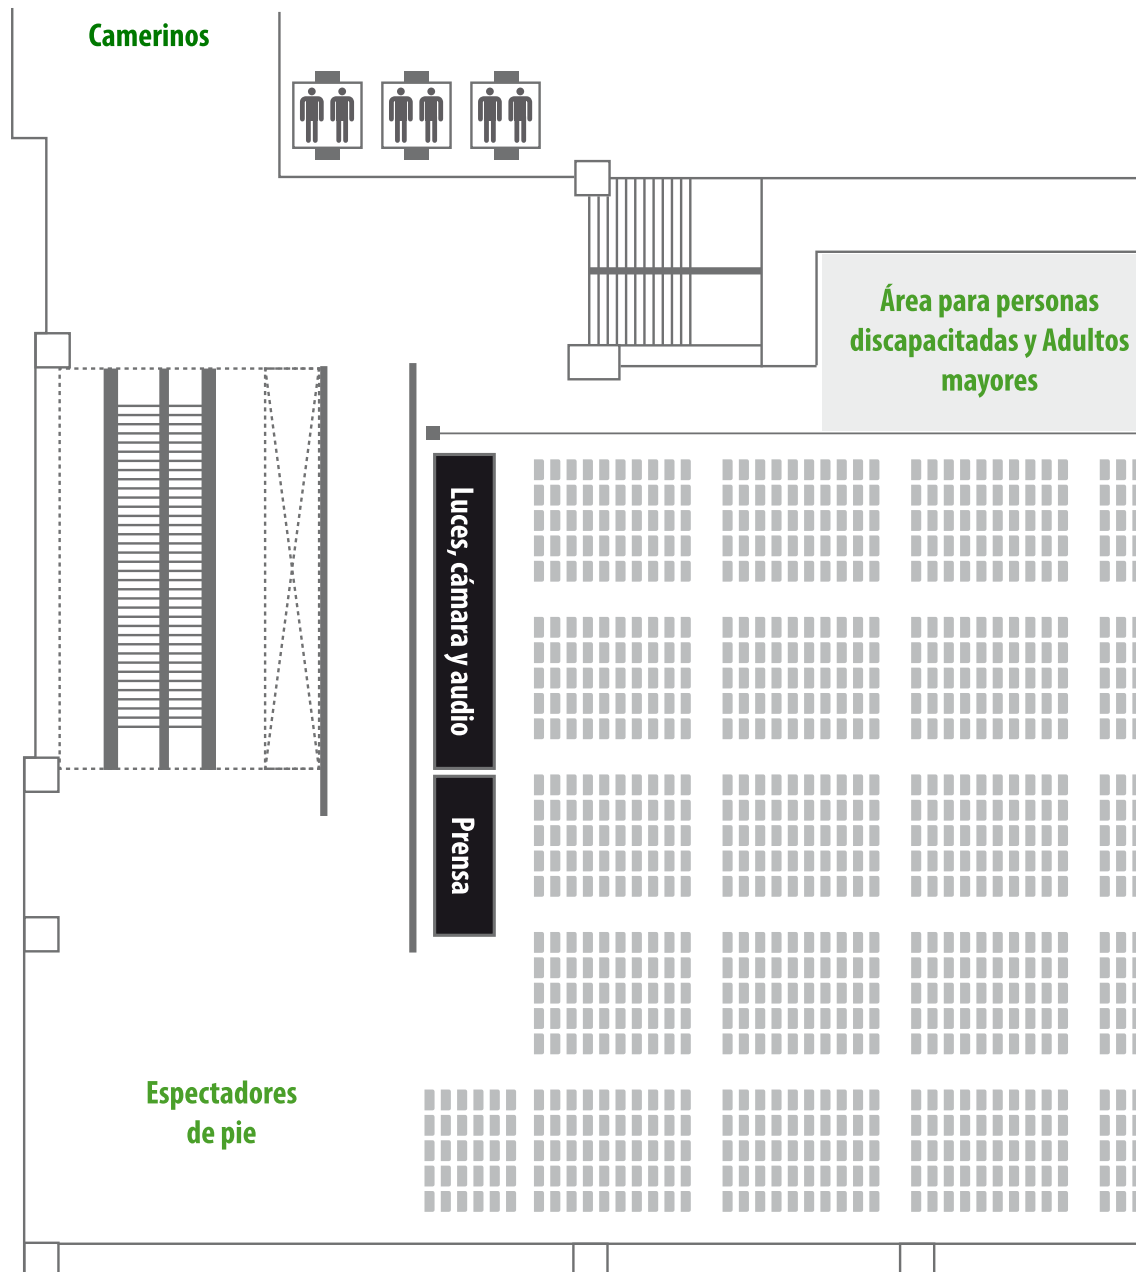 Camerinos
Área para personas
discapacitadas y Adultos
mayores
Luces, cámara y audio
Prensa
Espectadores
de pie